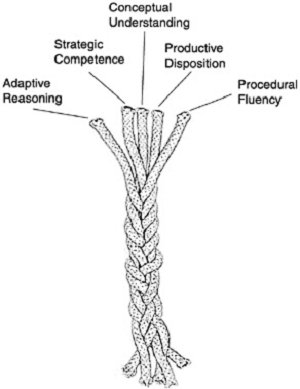 Conceptual
Understanding
Strategic
Competence
Productive
Disposition
Adaptive
Reasoning
Procedural
Fluency